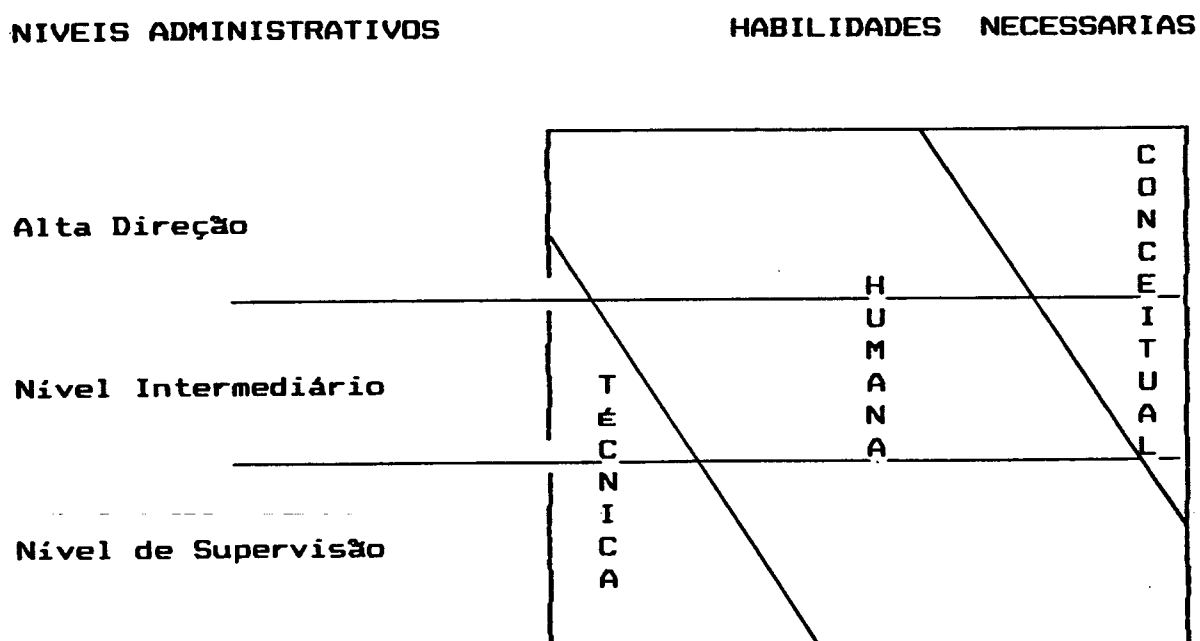 NIVEIS ADMINISTRATIVOS
HABILIDADES NECESSARIAS
Alta Direção
Nível Intermediário
Nível de Supervisão
TÉCNICA
HUMANA
CONCEITUAL